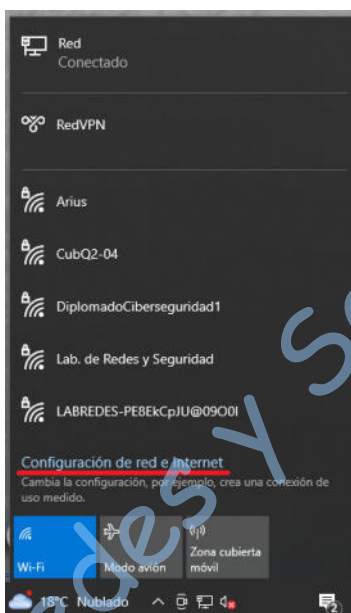 Red
Conectado
RedVPN
Arius
CubQ2-04
DiplomadoCiberseguridad1
Lab. de Redes y Seguridad
LABREDES-PE8EkCpJU@09O0I
Configuración de red e Internet
Cambia la configuración, por ejemplo, crea una conexión de
uso medido.
Wi-Fi
Modo avión
Zona cubierta
móvil
18°C Nublado
2
des y Se